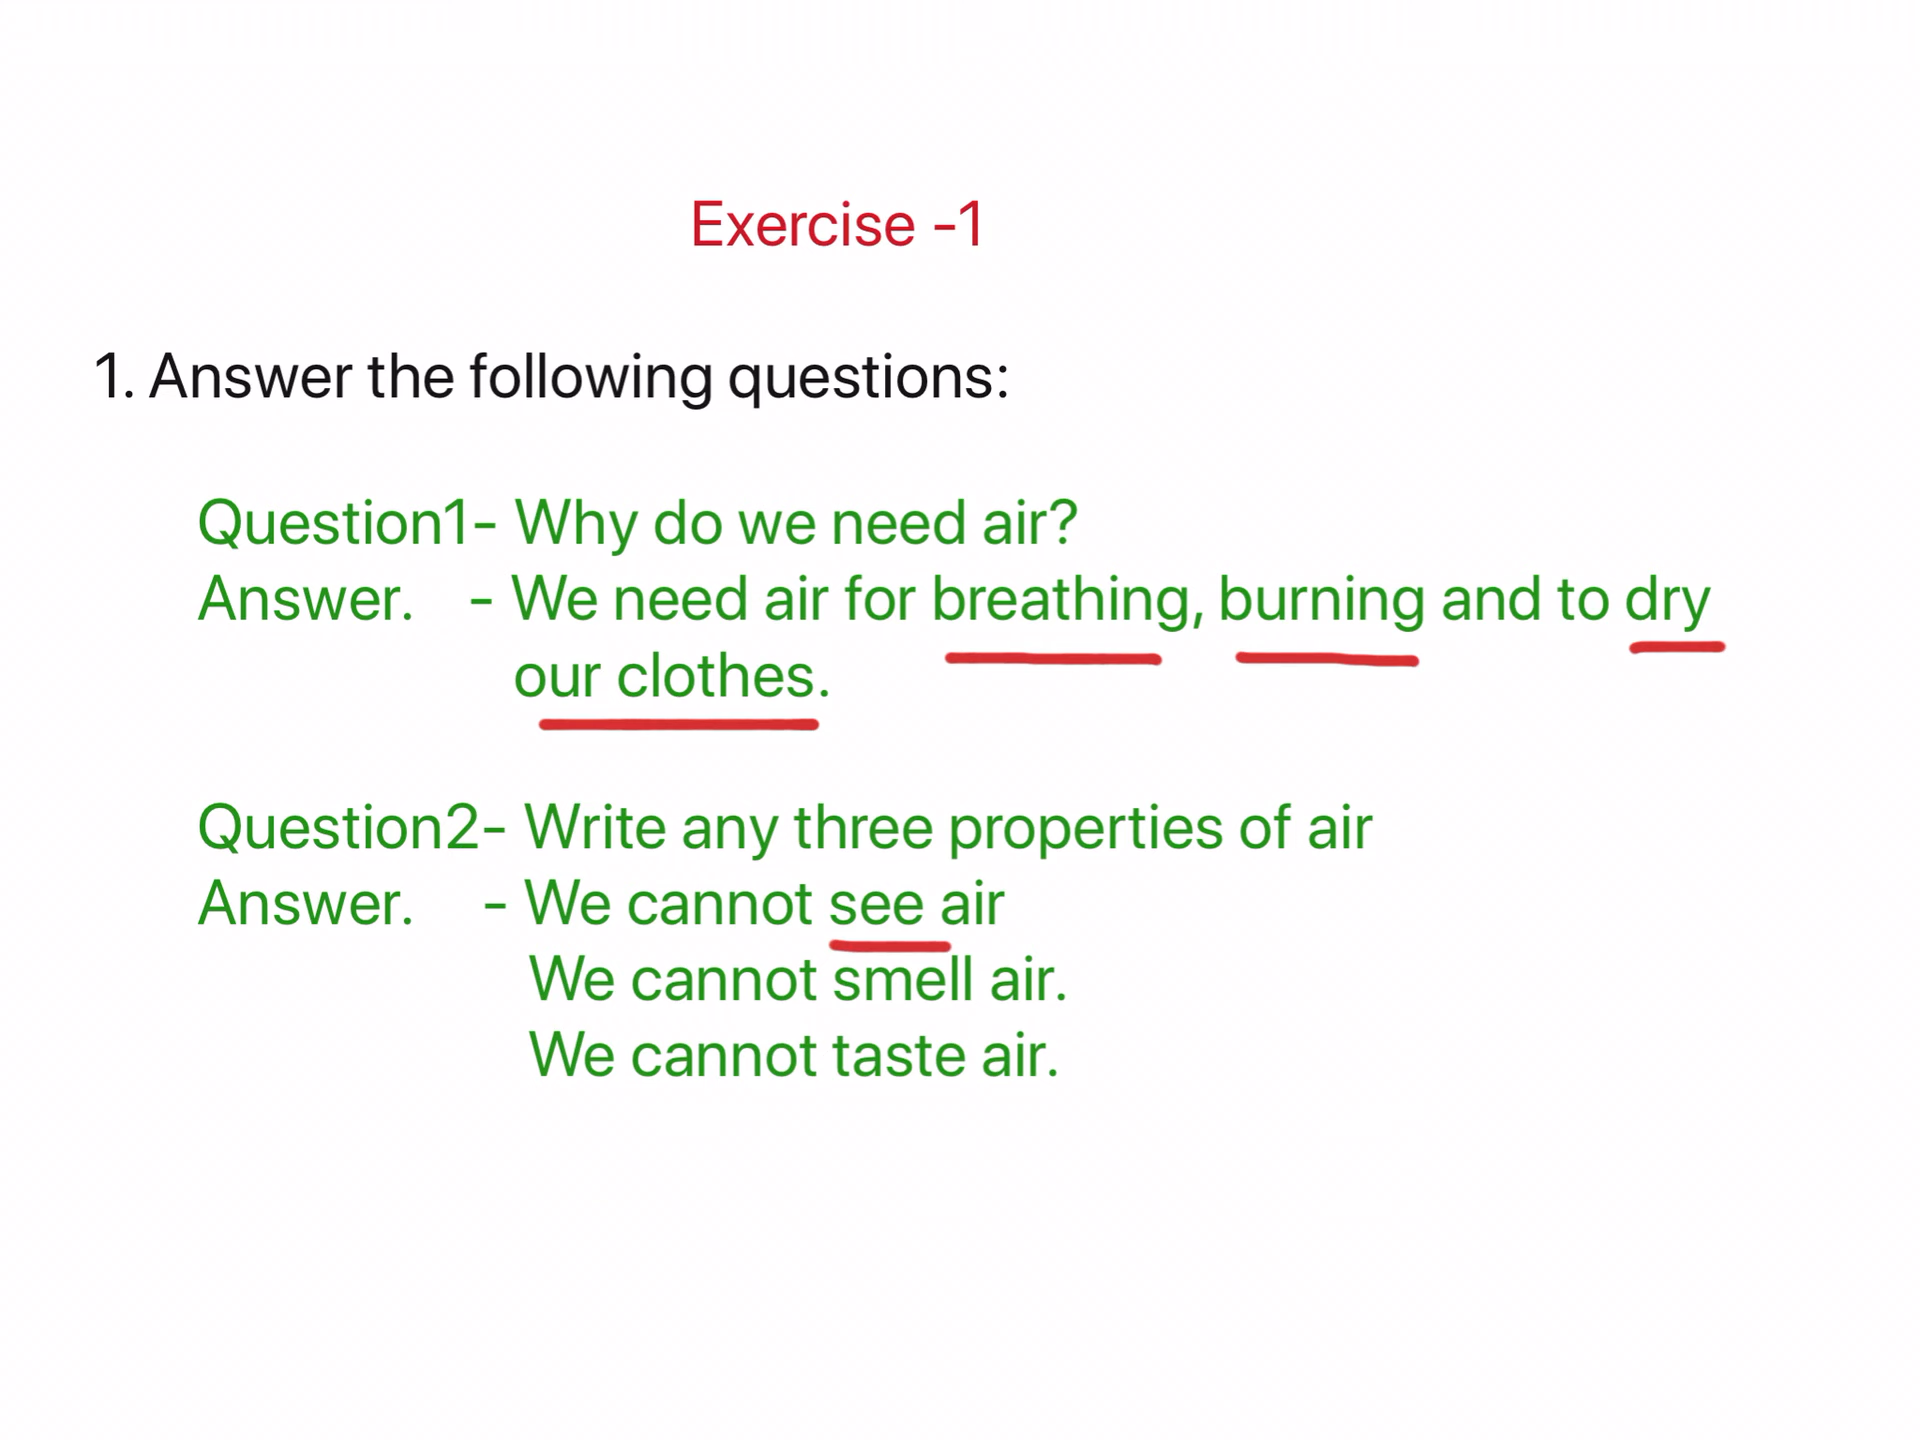 Exercise -1
1. Answer the following questions:
Question1- Why do we need air?
Answer. - We need air for breathing, burning and to dry
our clothes.
Question2- Write any three properties of air
Answer. - We cannot see air
We cannot smell air.
We cannot taste air.